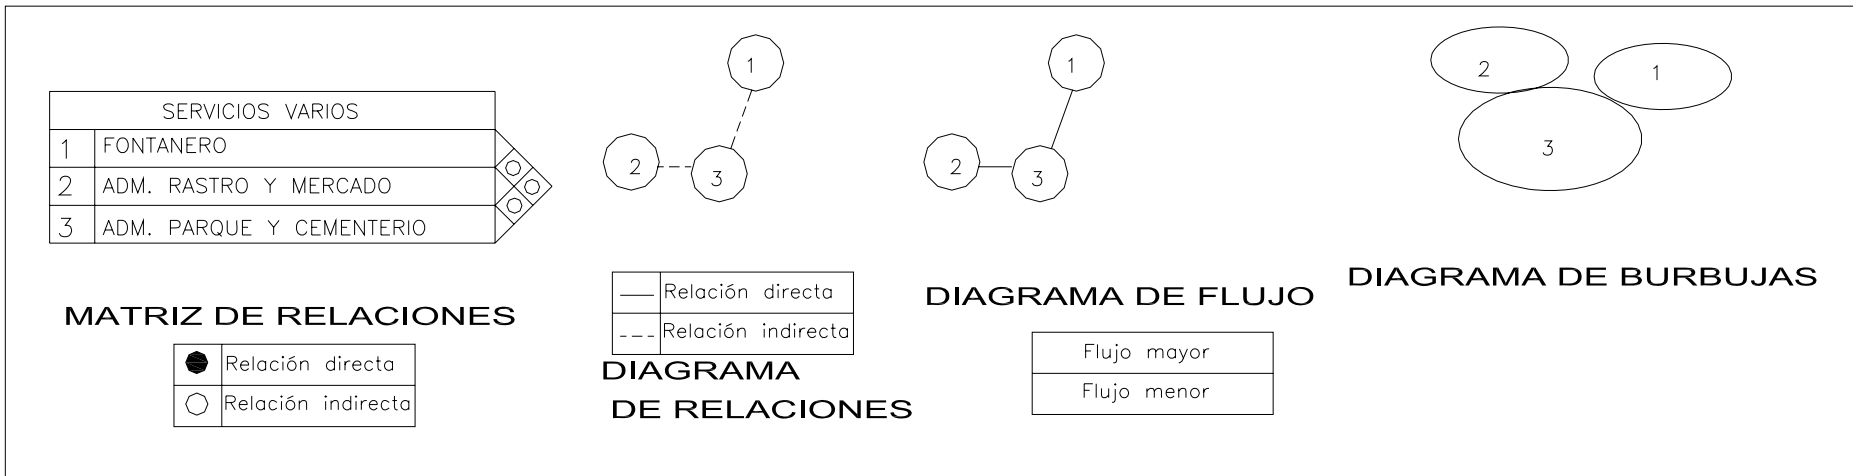 SERVICIOS VARIOS
1 FONTANERO
2 ADM. RASTRO Y MERCADO
3 ADM. PARQUE Y CEMENTERIO
MATRIZ DE RELACIONES
Relación directa
Relación indirecta
1
2
3
Relación directa
Relación indirecta
DIAGRAMA
DE RELACIONES
1
2
3
DIAGRAMA DE FLUJO
Flujo mayor
Flujo menor
2
1
3
DIAGRAMA DE BURBUJAS